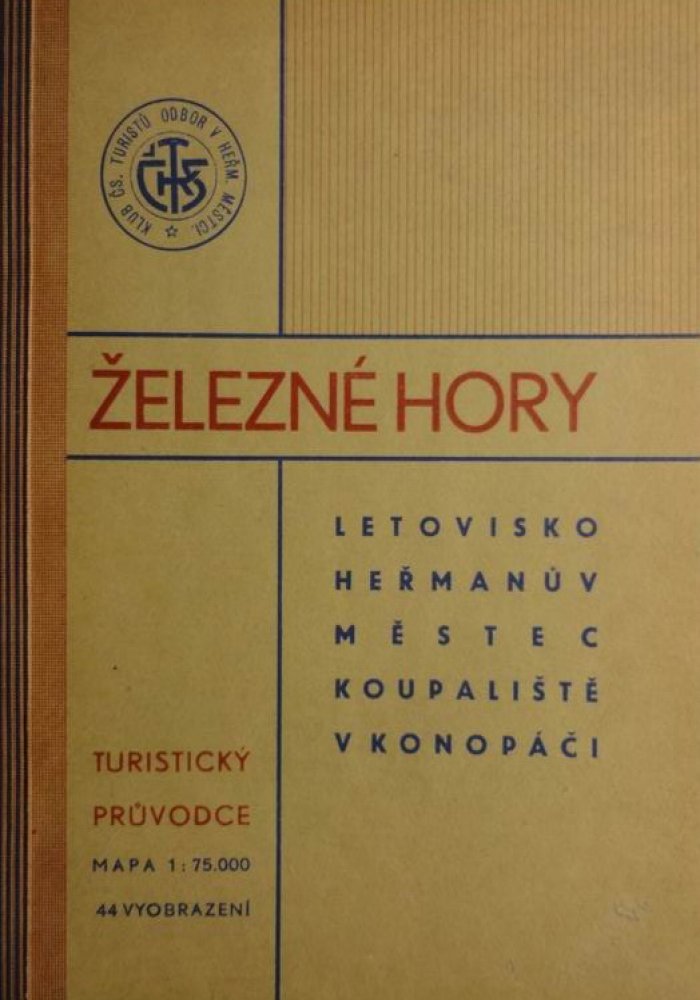 KLUB ČS. TURISTŮ ODBOR V HEŘM. MĚSTCI.
KČST
ŽELEZNÉ HORY
LETOVISKO
HEŘMANŮV
MĚSTEC
KOUPALIŠTĚ
V KONOPÁČI
TURISTICKÝ
PRŮVODCE
MAPA 1:75.000
44 VYOBRAZENÍ